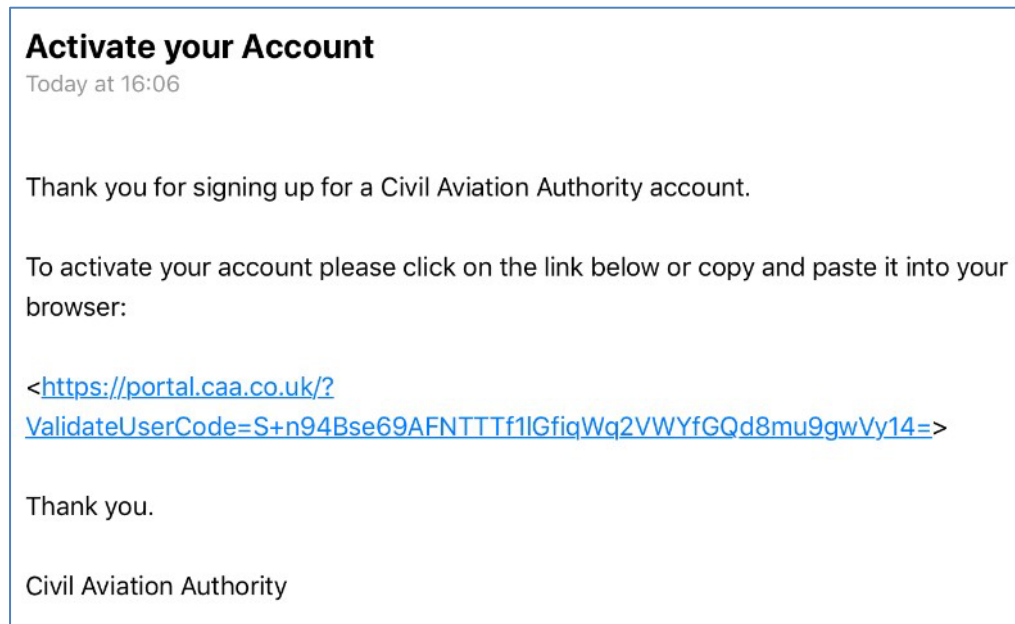 Activate your Account
Today at 16:06
Thank you for signing up for a Civil Aviation Authority account.
To activate your account please click on the link below or copy and paste it into your
browser:
<https://portal.caa.co.uk/?
ValidateUserCode=S+n94Bse69AFNTTTf1lGfiqWq2VWYfGQd8mu9gwVy14=>
Thank you.
Civil Aviation Authority